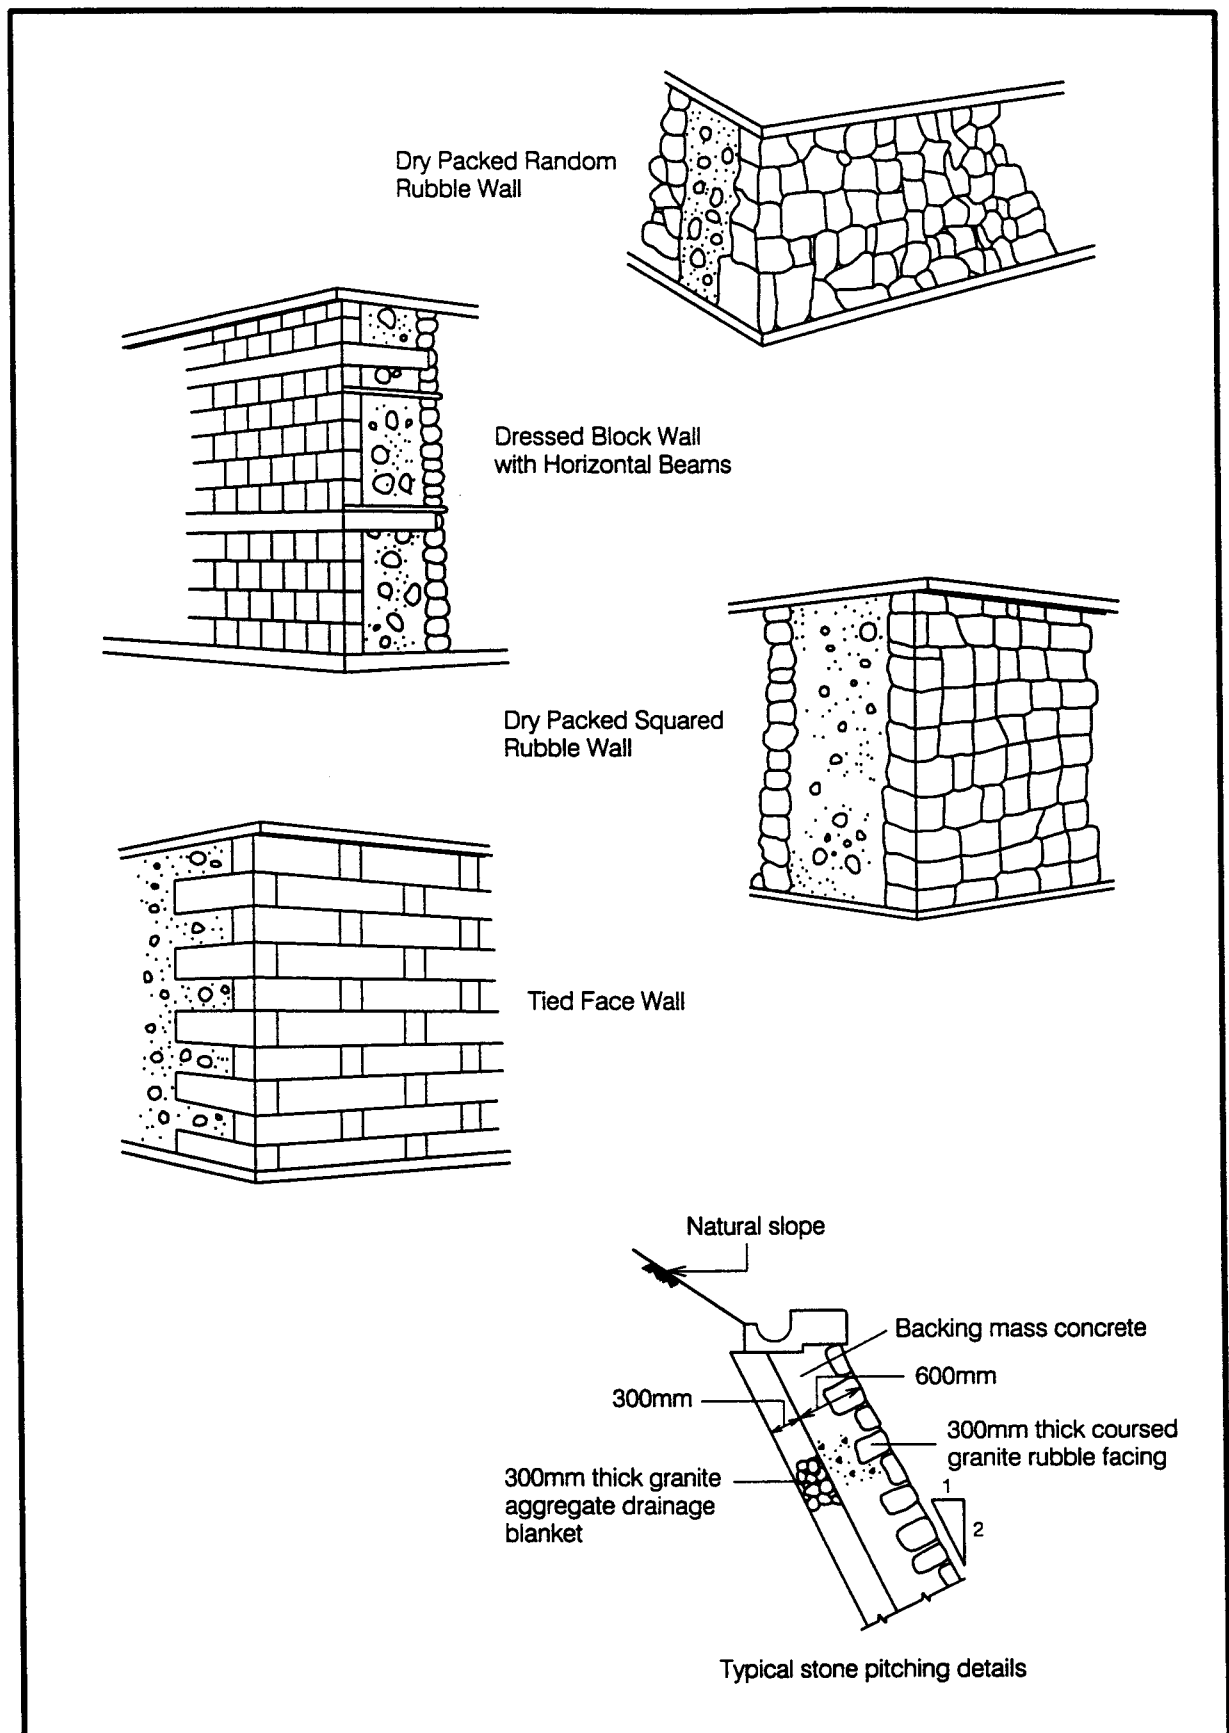 Dry Packed Random
Rubble Wall
Dressed Block Wall
with Horizontal Beams
Dry Packed Squared
Rubble Wall
Tied Face Wall
Natural slope
Backing mass concrete
600mm
300mm
300mm thick coursed
granite rubble facing
300mm thick granite
aggregate drainage
blanket
1
2
Typical stone pitching details